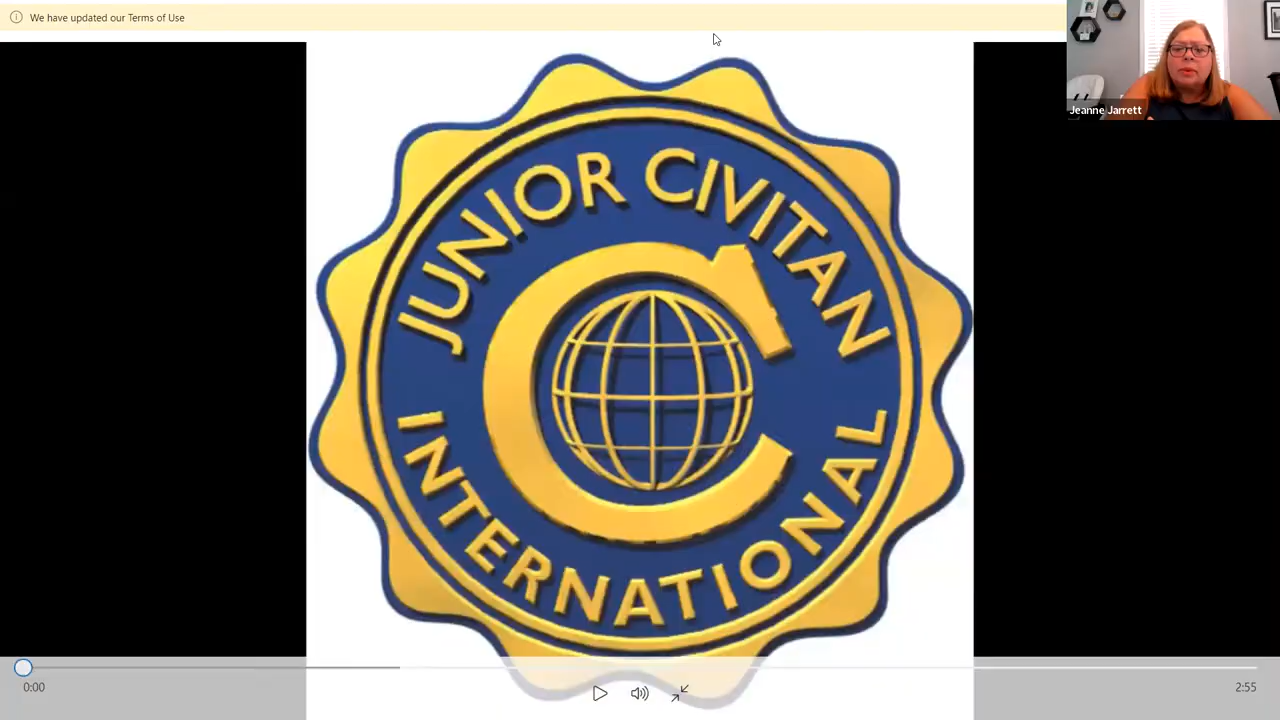 We have updated our Terms of Use
Jeanne Jarrett
JUNIOR CIVITAN
C
INTERNATIONAL
0:00
2:55